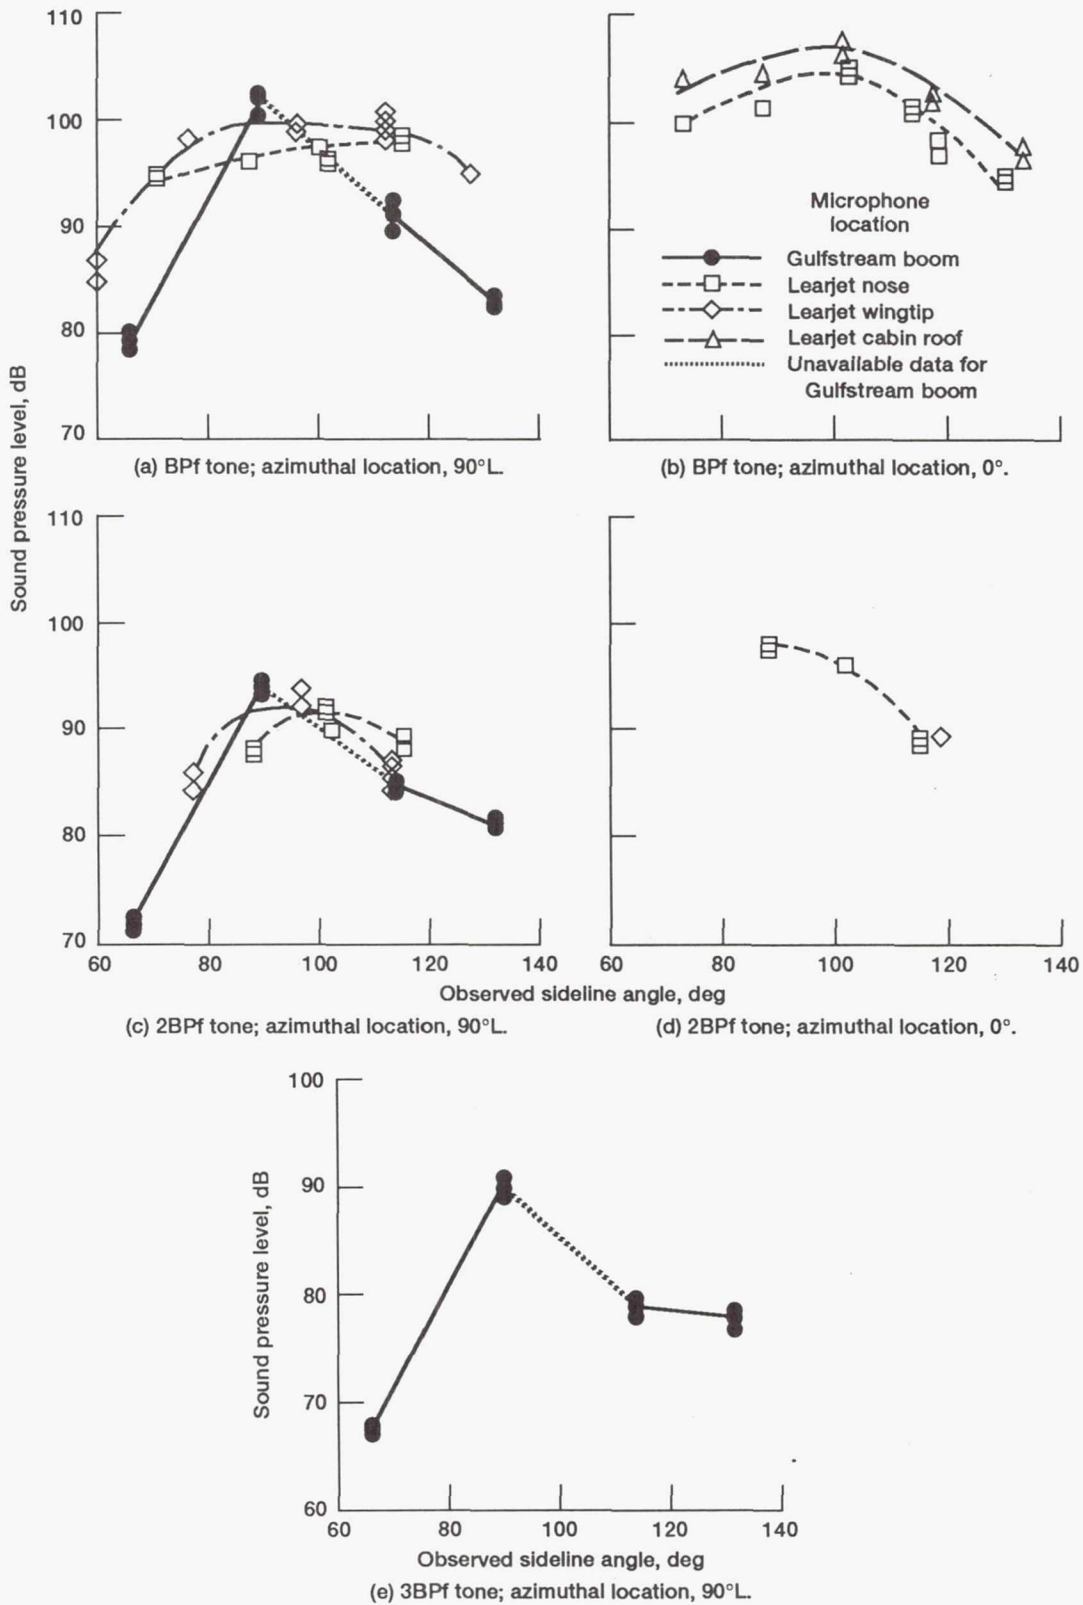 110
100
90
80
70
Sound pressure level, dB
Microphone
location
Gulfstream boom
Learjet nose
Learjet wingtip
Learjet cabin roof
Unavailable data for
Gulfstream boom
(a) BPf tone; azimuthal location, 90°L.
(b) BPf tone; azimuthal location, 0°.
110
100
90
80
70
60 80 100 120 140
60 80 100 120 140
Observed sideline angle, deg
(c) 2BPf tone; azimuthal location, 90°L.
(d) 2BPf tone; azimuthal location, 0°.
100
90
80
70
60
Sound pressure level, dB
60 80 100 120 140
Observed sideline angle, deg
(e) 3BPf tone; azimuthal location, 90°L.